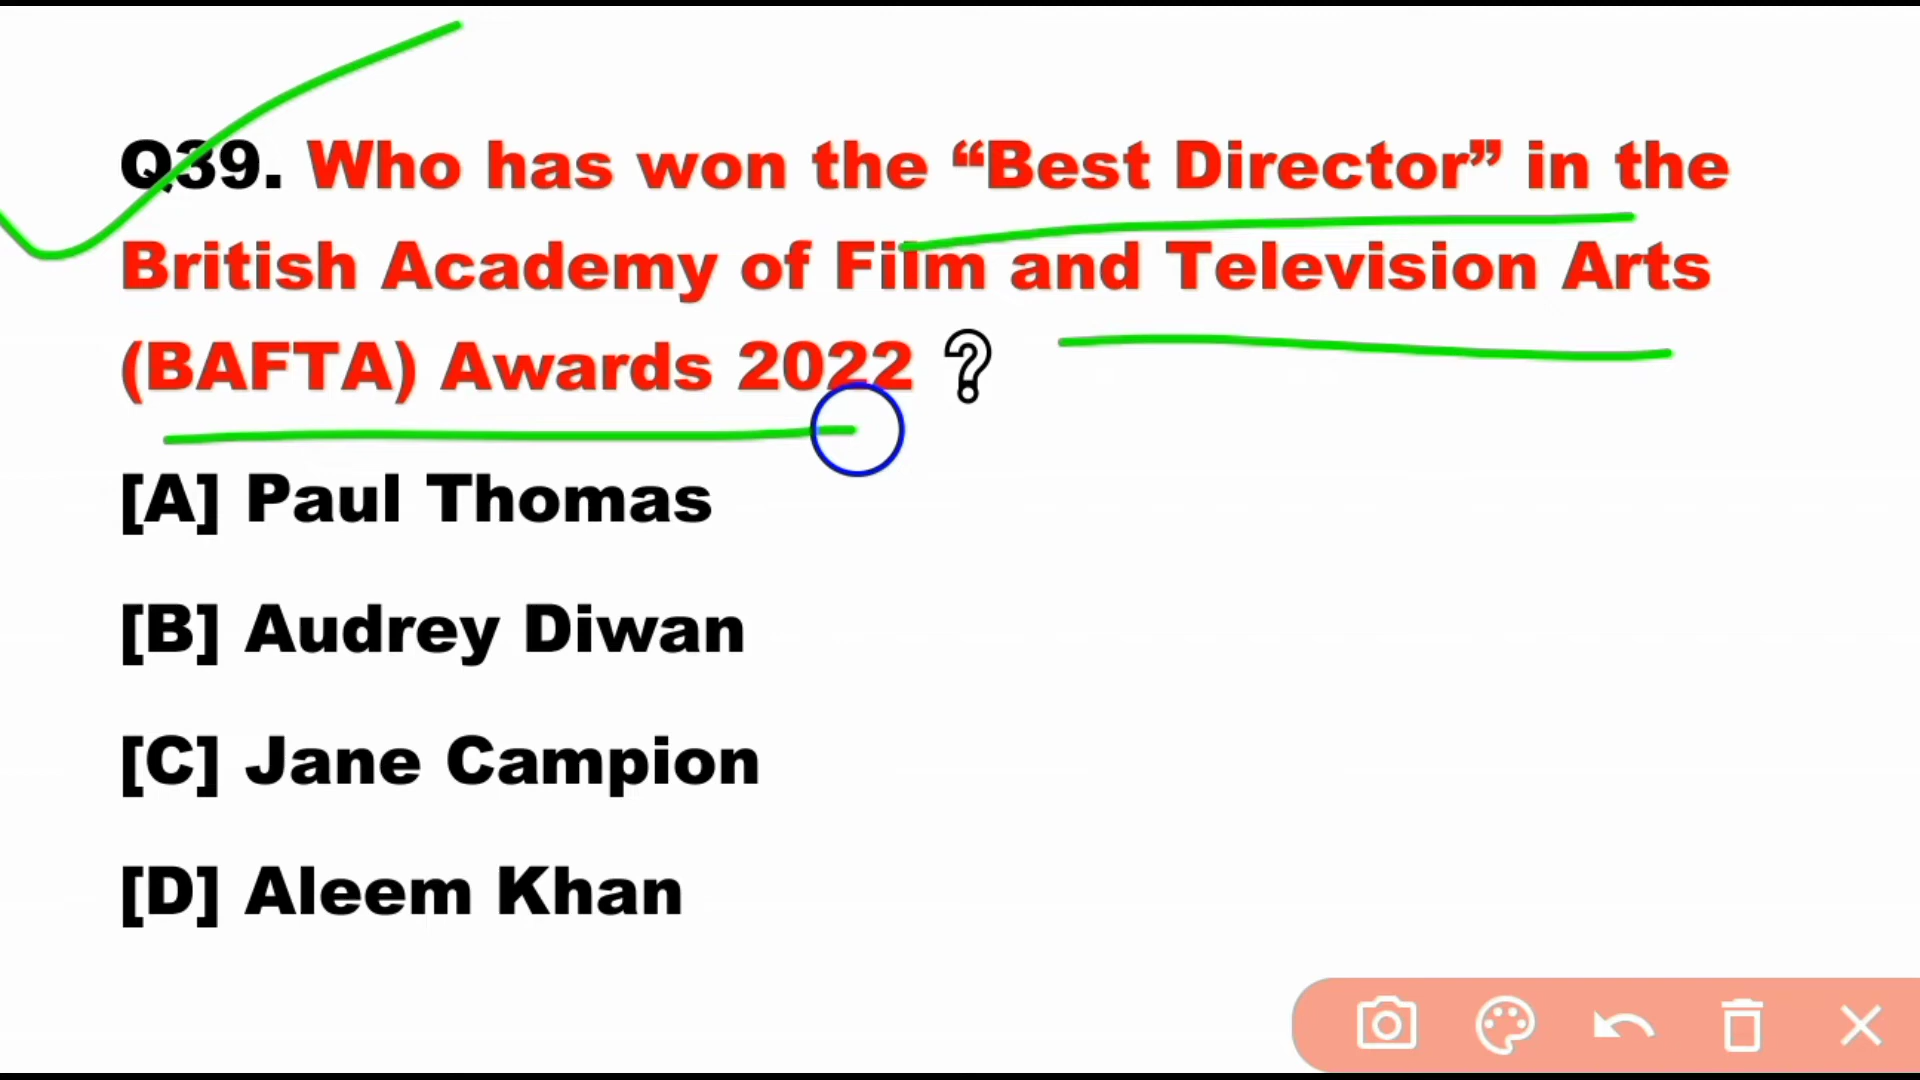 Q39. Who has won the “Best Director” in the
British Academy of Film and Television Arts
(BAFTA) Awards 2022 ?
[A] Paul Thomas
[B] Audrey Diwan
[C] Jane Campion
[D] Aleem Khan